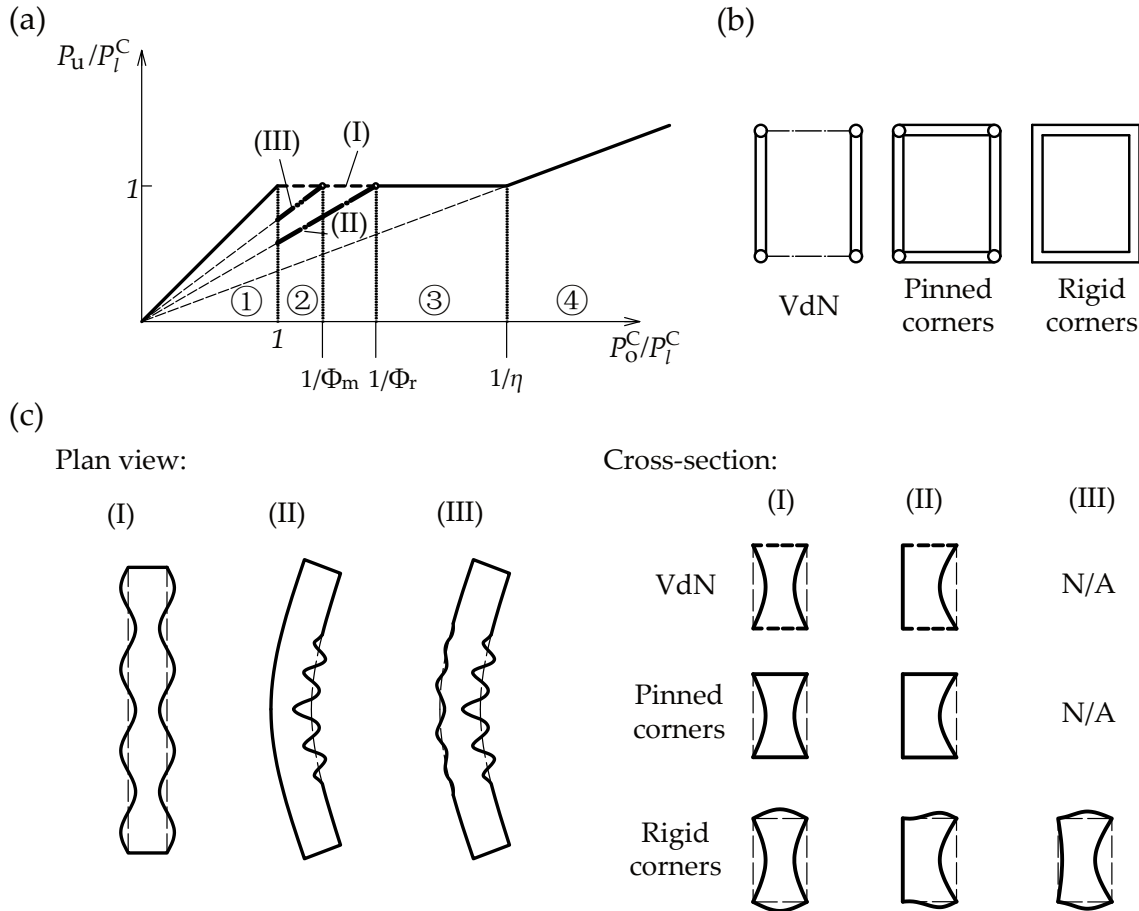 (a)
P_u/P_l^C
(III)
(I)
(II)
1
① ② ③ ④
1
P_o^C/P_l^C
1/Φ_m
1/Φ_r
1/η
(b)
VdN
Pinned
corners
Rigid
corners
(c)
Plan view:
(I) (II) (III)
Cross-section:
(I) (II) (III)
VdN
N/A
Pinned
corners
N/A
Rigid
corners